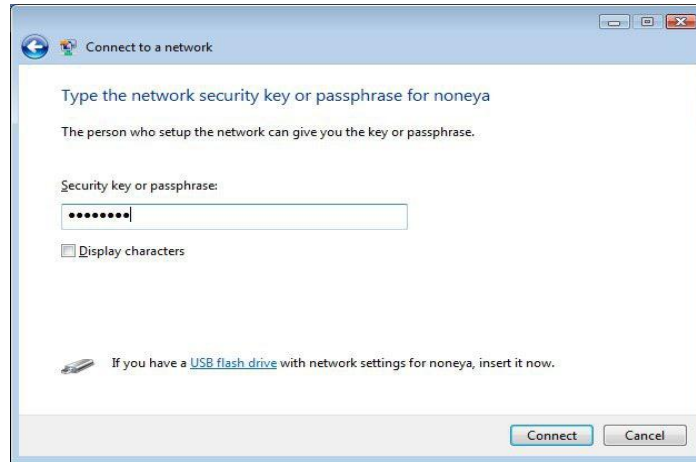 Connect to a network
Type the network security key or passphrase for noneya
The person who setup the network can give you the key or passphrase.
Security key or passphrase:
••••••••
Display characters
If you have a USB flash drive with network settings for noneya, insert it now.
Connect Cancel